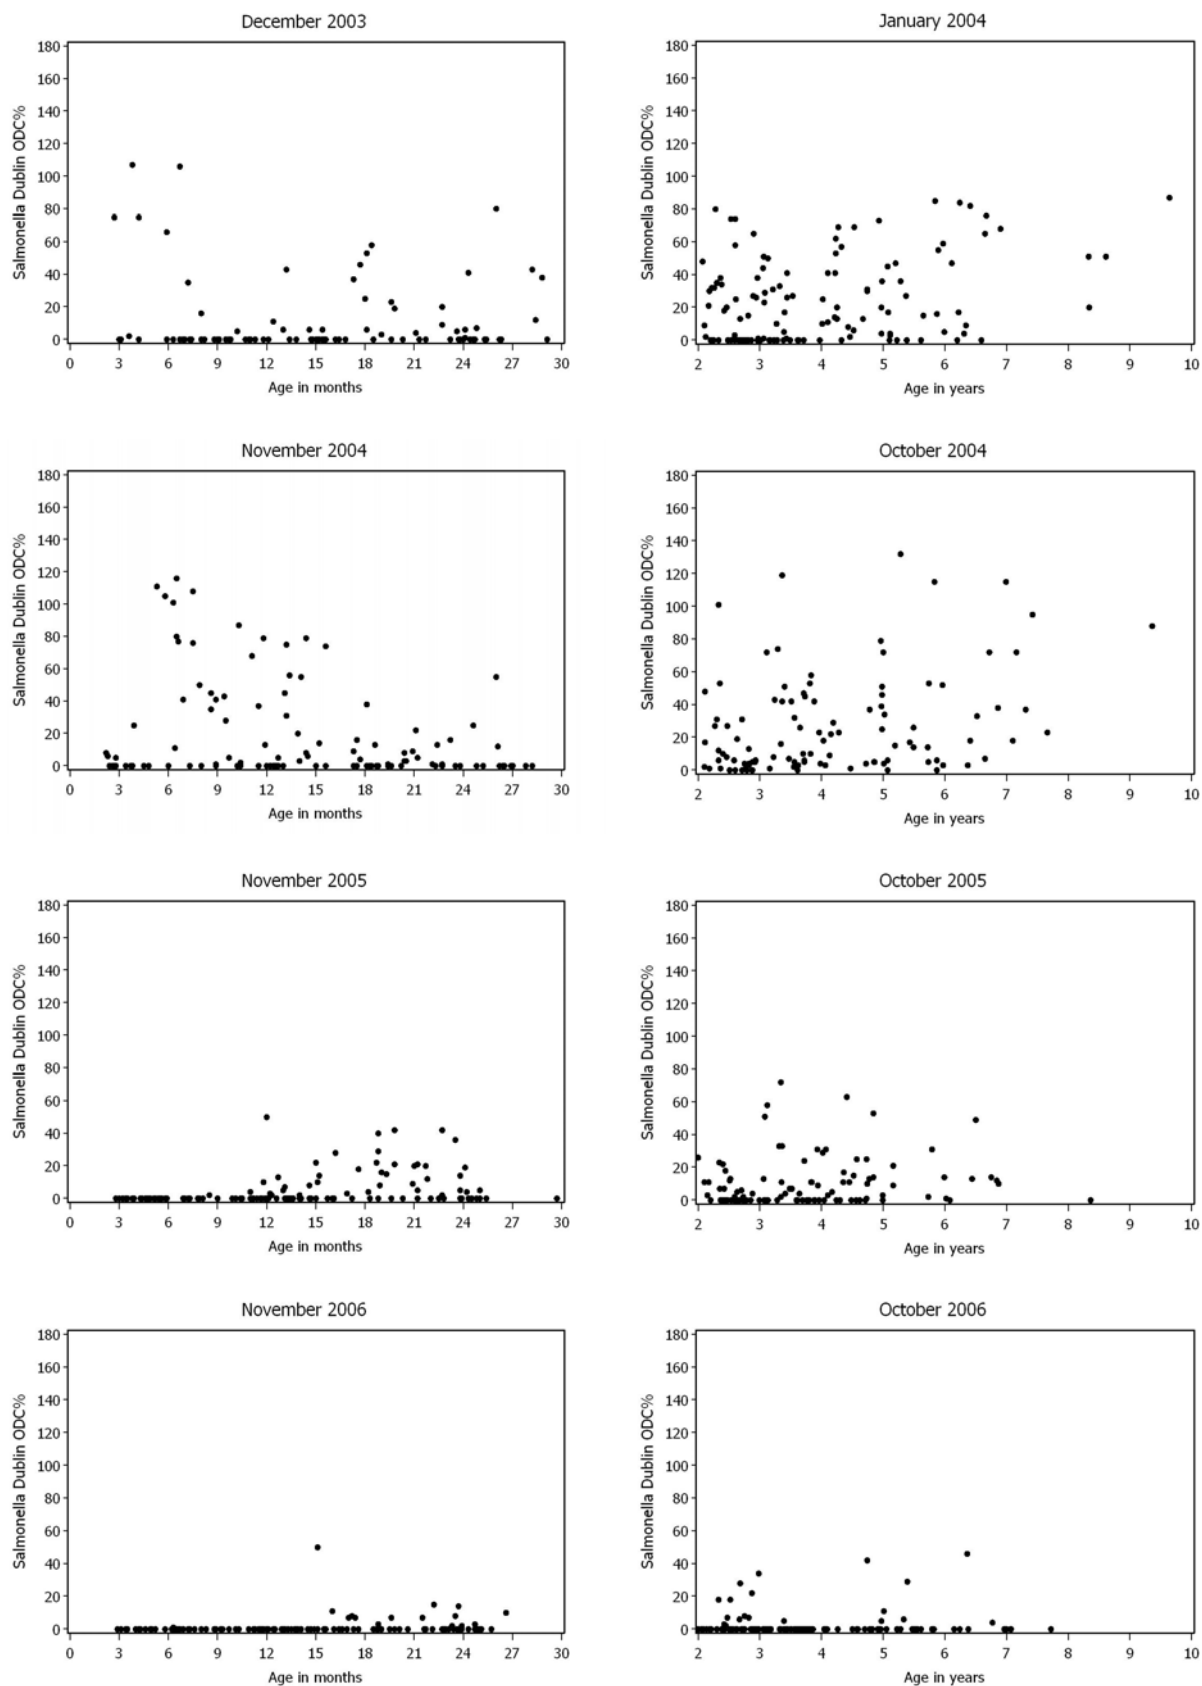 December 2003
Salmonella Dublin ODC%
180
160
140
120
100
80
60
40
20
0
0 3 6 9 12 15 18 21 24 27 30
Age in months
January 2004
Salmonella Dublin ODC%
180
160
140
120
100
80
60
40
20
0
2 3 4 5 6 7 8 9 10
Age in years
November 2004
Salmonella Dublin ODC%
180
160
140
120
100
80
60
40
20
0
0 3 6 9 12 15 18 21 24 27 30
Age in months
October 2004
Salmonella Dublin ODC%
180
160
140
120
100
80
60
40
20
0
2 3 4 5 6 7 8 9 10
Age in years
November 2005
Salmonella Dublin ODC%
180
160
140
120
100
80
60
40
20
0
0 3 6 9 12 15 18 21 24 27 30
Age in months
October 2005
Salmonella Dublin ODC%
180
160
140
120
100
80
60
40
20
0
2 3 4 5 6 7 8 9 10
Age in years
November 2006
Salmonella Dublin ODC%
180
160
140
120
100
80
60
40
20
0
0 3 6 9 12 15 18 21 24 27 30
Age in months
October 2006
Salmonella Dublin ODC%
180
160
140
120
100
80
60
40
20
0
2 3 4 5 6 7 8 9 10
Age in years